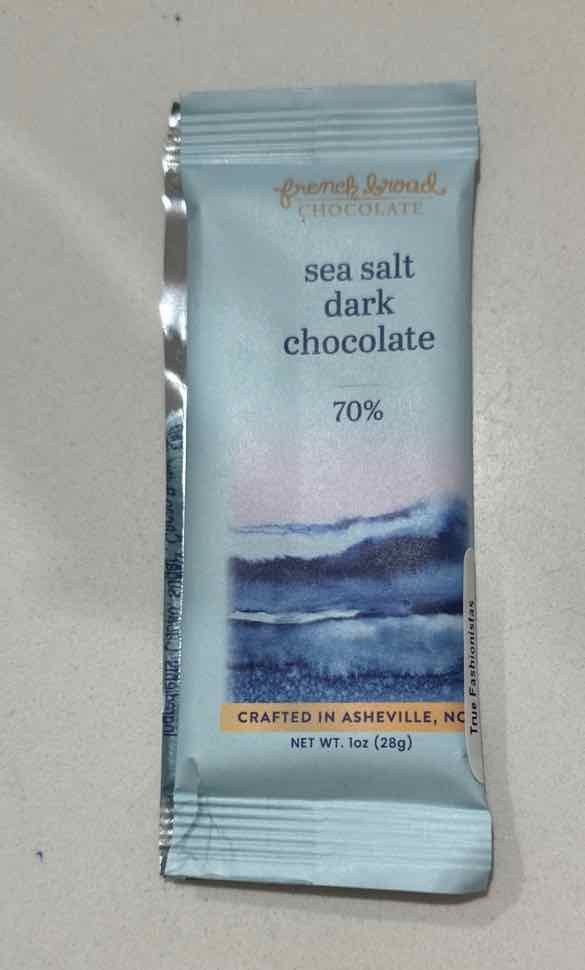 french broad
CHOCOLATE
sea salt
dark
chocolate
70%
CRAFTED IN ASHEVILLE, NC
NET WT. 1oz (28g)
True Fashionistas